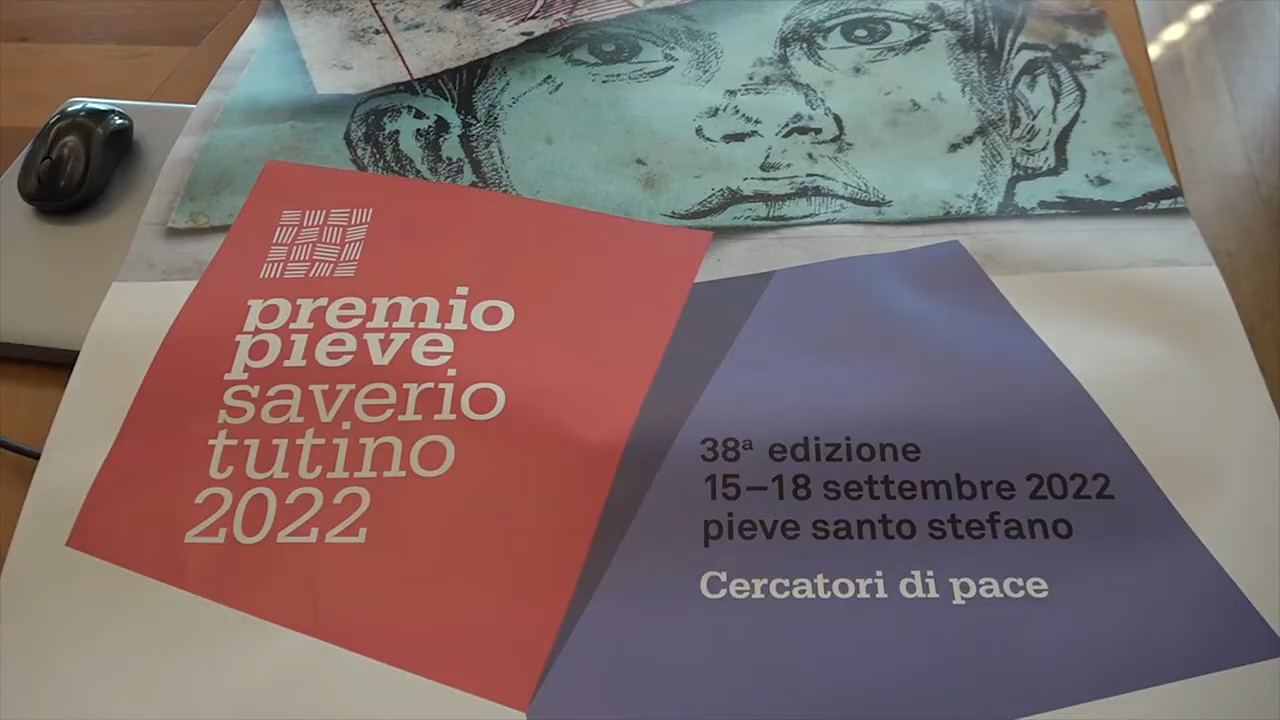 premio
pieve
saverio
tutino
2022
38ª edizione
15–18 settembre 2022
pieve santo stefano
Cercatori di pace